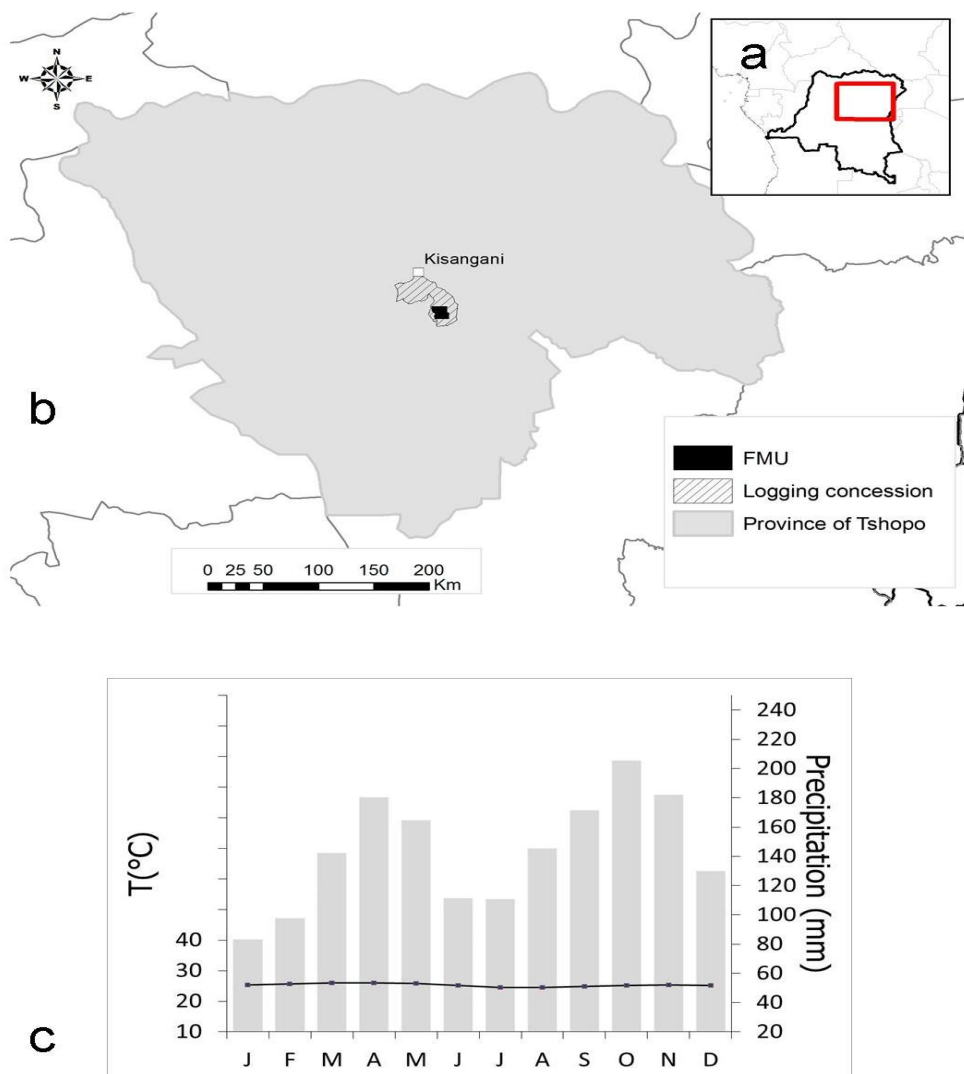 N
W E
S
a
Kisangani
b
FMU
Logging concession
Province of Tshopo
0 25 50 100 150 200
Km
240
220
200
180
160
140
120
100
80
60
40
20
Precipitation (mm)
T(°C)
40
30
20
10
J F M A M J J A S O N D
c